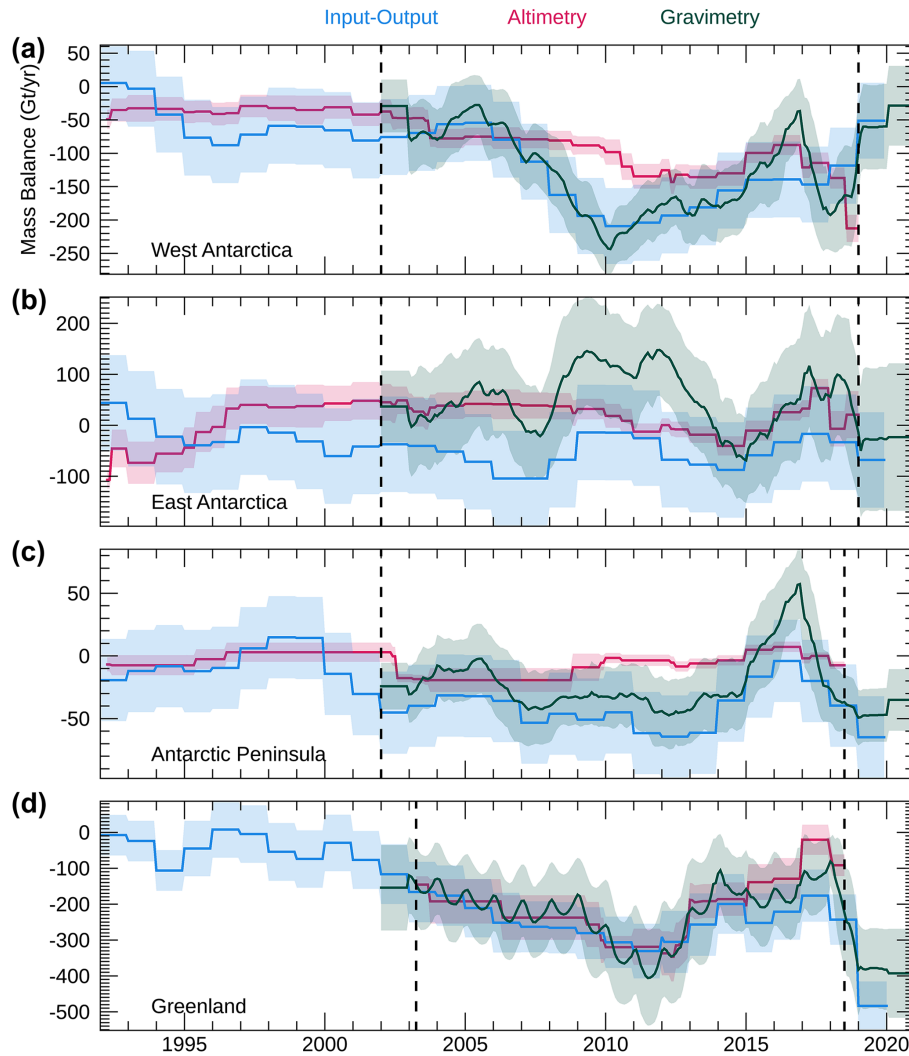 Input-Output Altimetry Gravimetry
(a)
Mass Balance (Gt/yr)
50
0
-50
-100
-150
-200
-250
West Antarctica
(b)
200
100
0
-100
East Antarctica
(c)
50
0
-50
Antarctic Peninsula
(d)
0
-100
-200
-300
-400
-500
Greenland
1995 2000 2005 2010 2015 2020